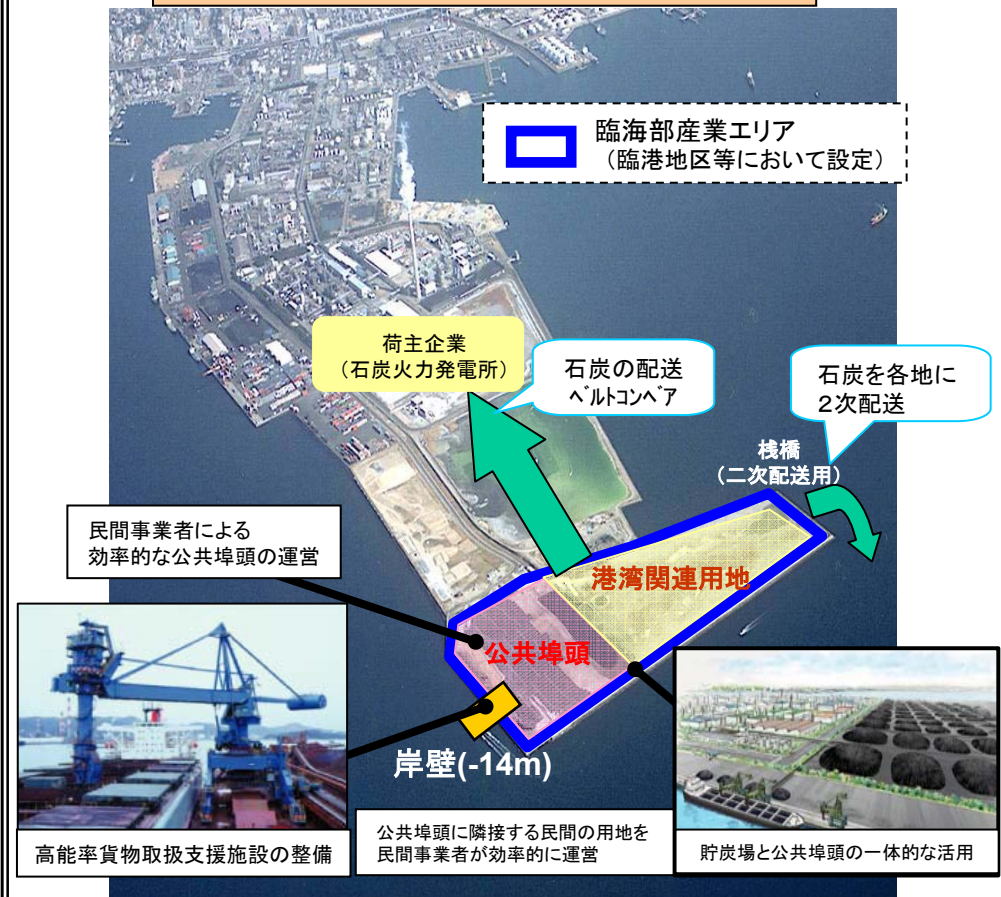 臨海部産業エリア
（臨港地区等において設定）
荷主企業
（石炭火力発電所）
石炭の配送
ﾍﾞﾙﾄｺﾝﾍﾞｱ
石炭を各地に
２次配送
桟橋
（二次配送用）
民間事業者による
効率的な公共埠頭の運営
港湾関連用地
公共埠頭
岸壁(-14m)
高能率貨物取扱支援施設の整備
公共埠頭に隣接する民間の用地を
民間事業者が効率的に運営
貯炭場と公共埠頭の一体的な活用